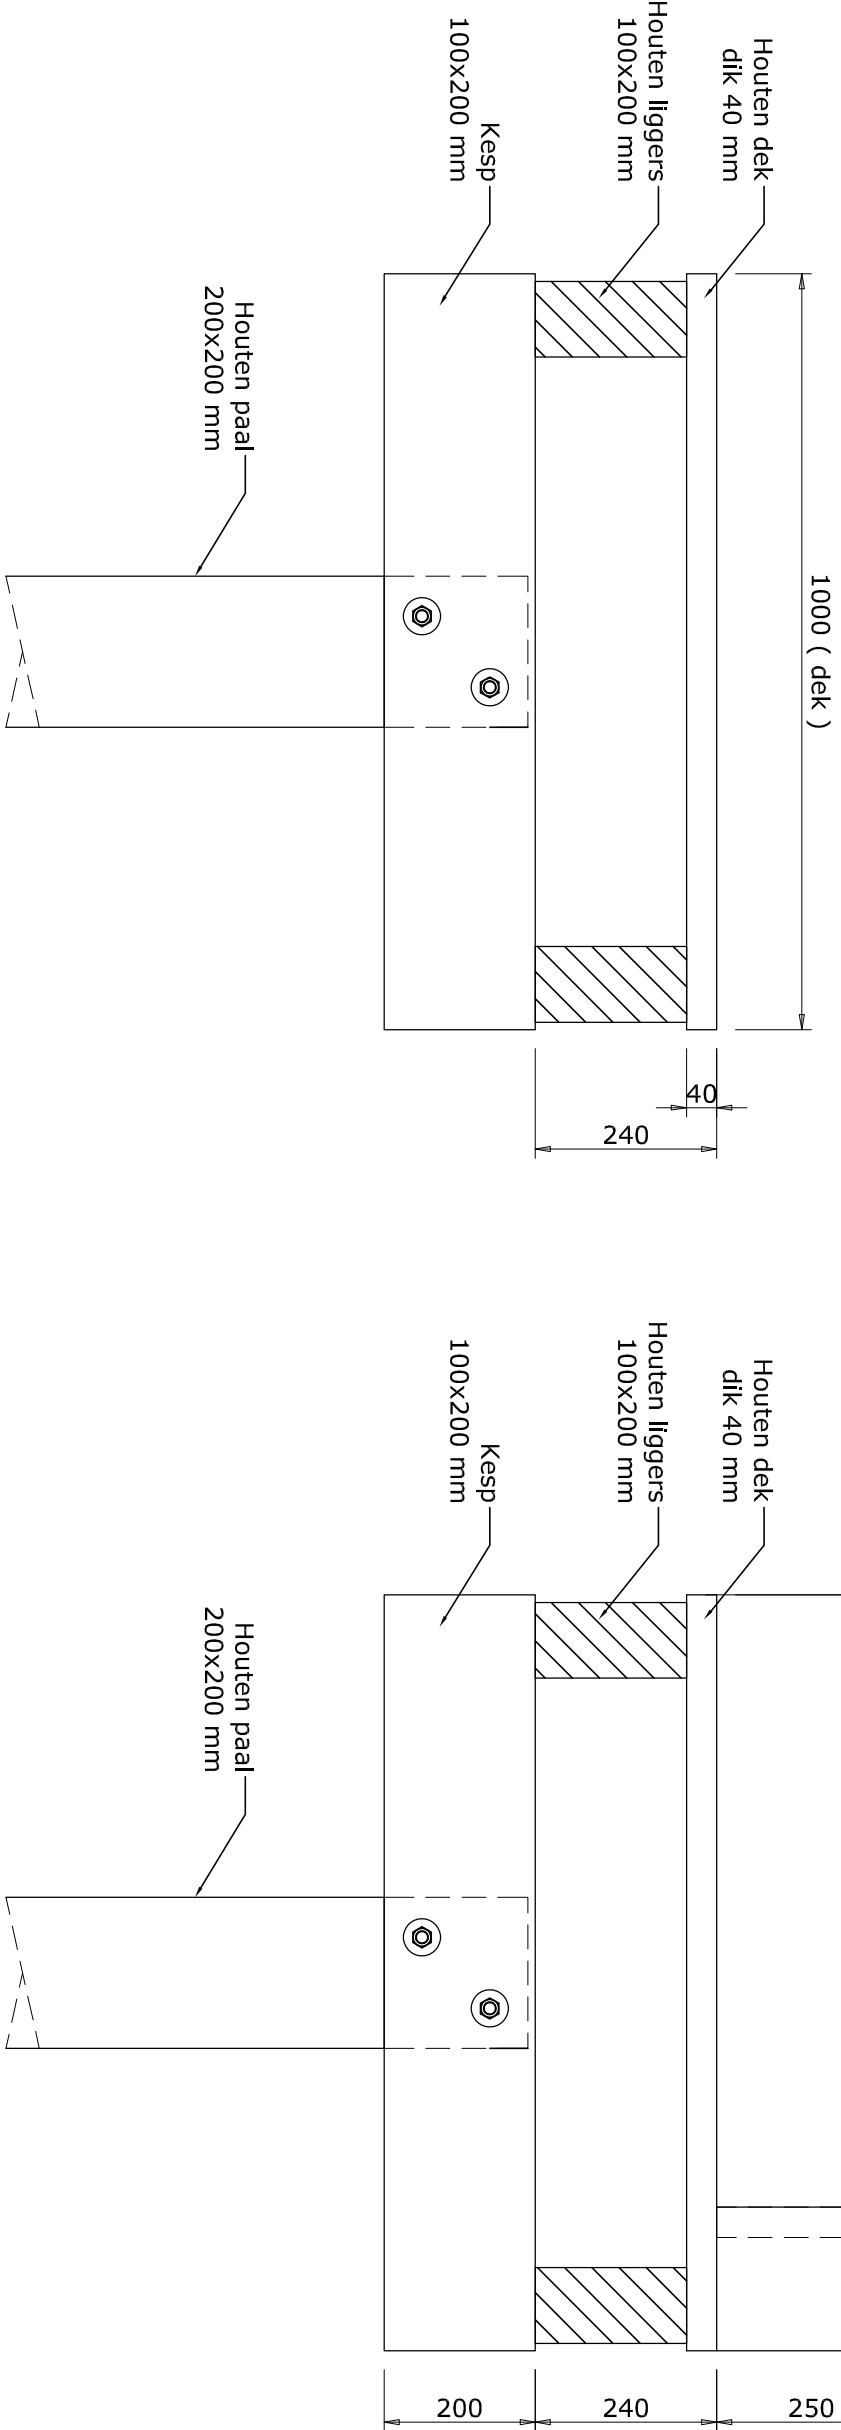 Houten dek
dik 40 mm
Houten liggers
100x200 mm
Kesp
100x200 mm
Houten paal
200x200 mm
1000 ( dek )
40
240
Houten dek
dik 40 mm
Houten liggers
100x200 mm
Kesp
100x200 mm
Houten paal
200x200 mm
200
240
250